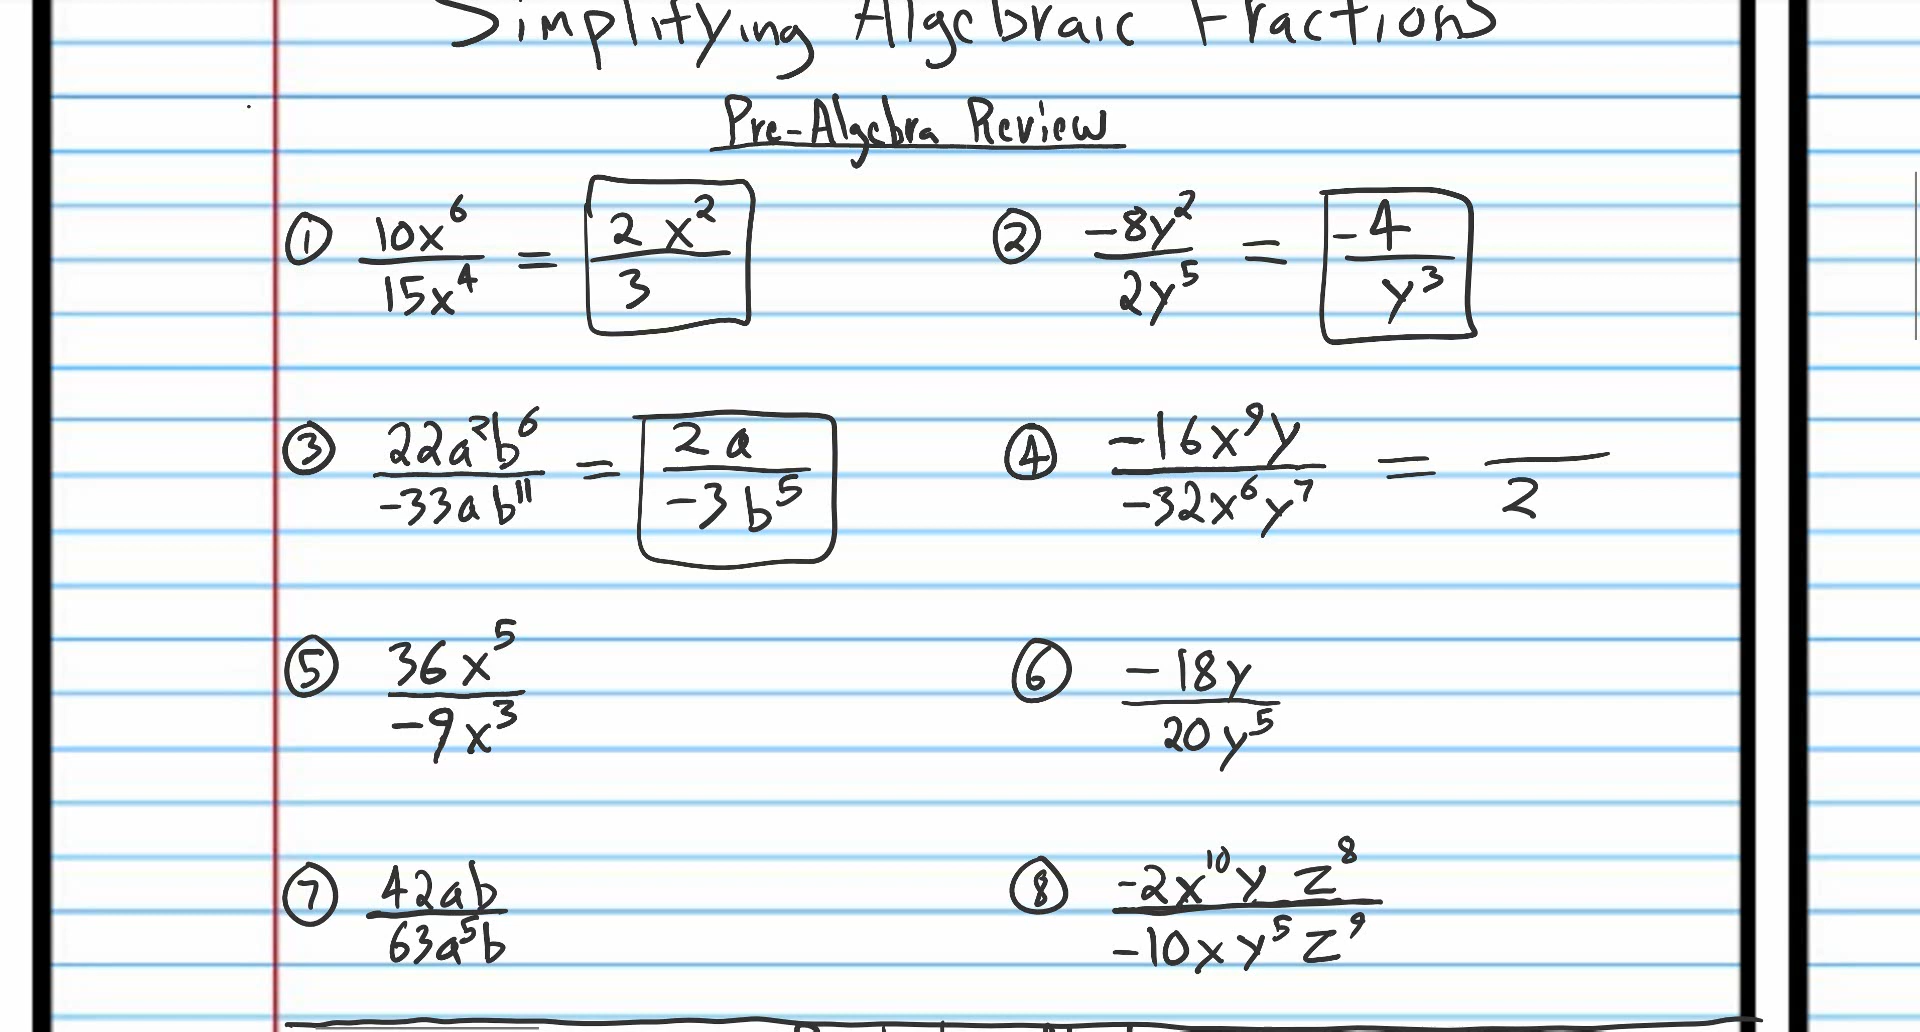 Simplifying Algebraic Fractions
Pre-Algebra Review
① 10x⁶/15x⁴ = 2x²/3
② -8y²/2y⁵ = -4/y³
③ 22a²b⁶/-33ab¹¹ = 2a/-3b⁵
④ -16x⁹y/-32x⁶y⁷ = /2
⑤ 36x⁵/-9x³
⑥ -18y/20y⁵
⑦ 42ab/63a⁵b
⑧ -2x¹⁰yz⁸/-10xy⁵z⁹